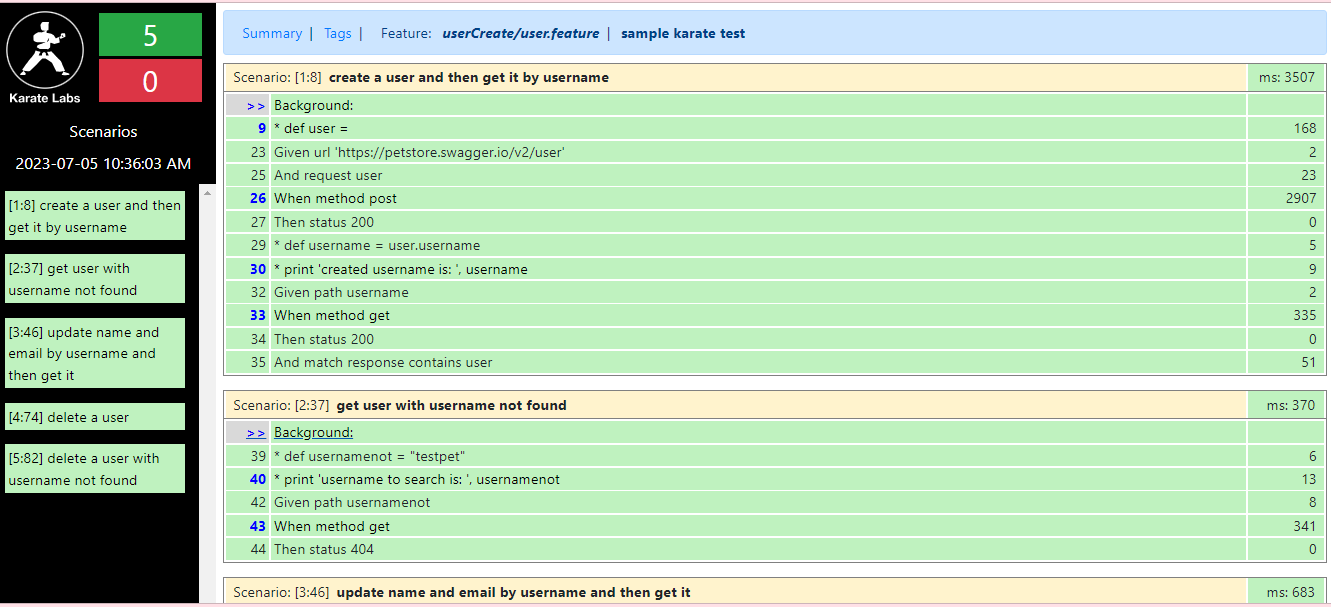 Karate Labs
5
0
Scenarios
2023-07-05 10:36:03 AM
[1:8] create a user and then
get it by username
[2:37] get user with
username not found
[3:46] update name and
email by username and
then get it
[4:74] delete a user
[5:82] delete a user with
username not found
Summary | Tags | Feature: userCreate/user.feature | sample karate test
Scenario: [1:8] create a user and then get it by username ms: 3507
>> Background:
9 * def user = 168
23 Given url 'https://petstore.swagger.io/v2/user' 2
25 And request user 23
26 When method post 2907
27 Then status 200 0
29 * def username = user.username 5
30 * print 'created username is: ', username 9
32 Given path username 2
33 When method get 335
34 Then status 200 0
35 And match response contains user 51
Scenario: [2:37] get user with username not found ms: 370
>> Background:
39 * def usernamenot = "testpet" 6
40 * print 'username to search is: ', usernamenot 13
42 Given path usernamenot 8
43 When method get 341
44 Then status 404 0
Scenario: [3:46] update name and email by username and then get it ms: 683